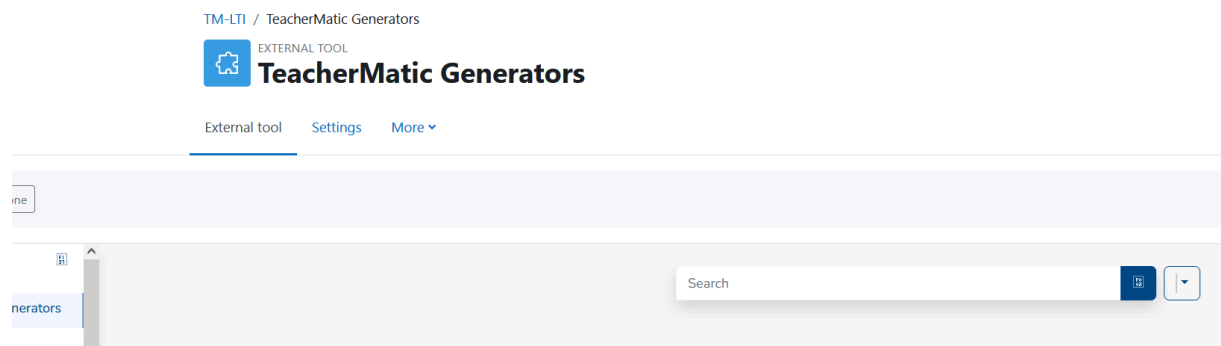 TM-LTI / TeacherMatic Generators
EXTERNAL TOOL
TeacherMatic Generators
External tool Settings More
one
Search
nerators